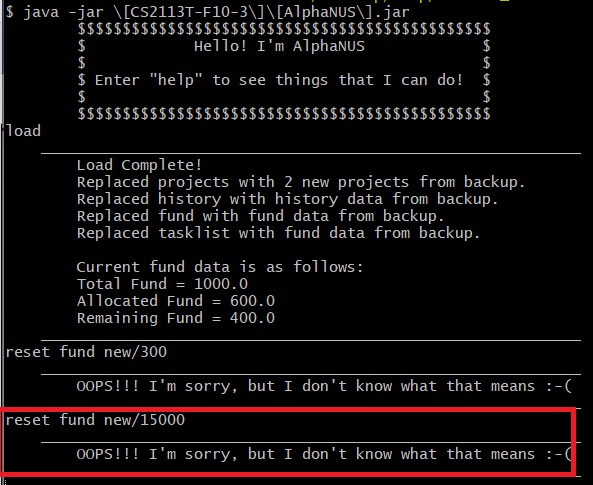 $ java -jar \[CS2113T-F10-3\]\[AlphaNUS\].jar
$$$$$$$$$$$$$$$$$$$$$$$$$$$$$$$$$$$$$$$$$$$$$$
$ Hello! I'm AlphaNUS $
$ $
$ Enter "help" to see things that I can do! $
$ $
$$$$$$$$$$$$$$$$$$$$$$$$$$$$$$$$$$$$$$$$$$$$$$
load
Load Complete!
Replaced projects with 2 new projects from backup.
Replaced history with history data from backup.
Replaced fund with fund data from backup.
Replaced tasklist with fund data from backup.
Current fund data is as follows:
Total Fund = 1000.0
Allocated Fund = 600.0
Remaining Fund = 400.0
reset fund new/300
OOPS!!! I'm sorry, but I don't know what that means :-(
reset fund new/15000
OOPS!!! I'm sorry, but I don't know what that means :-(